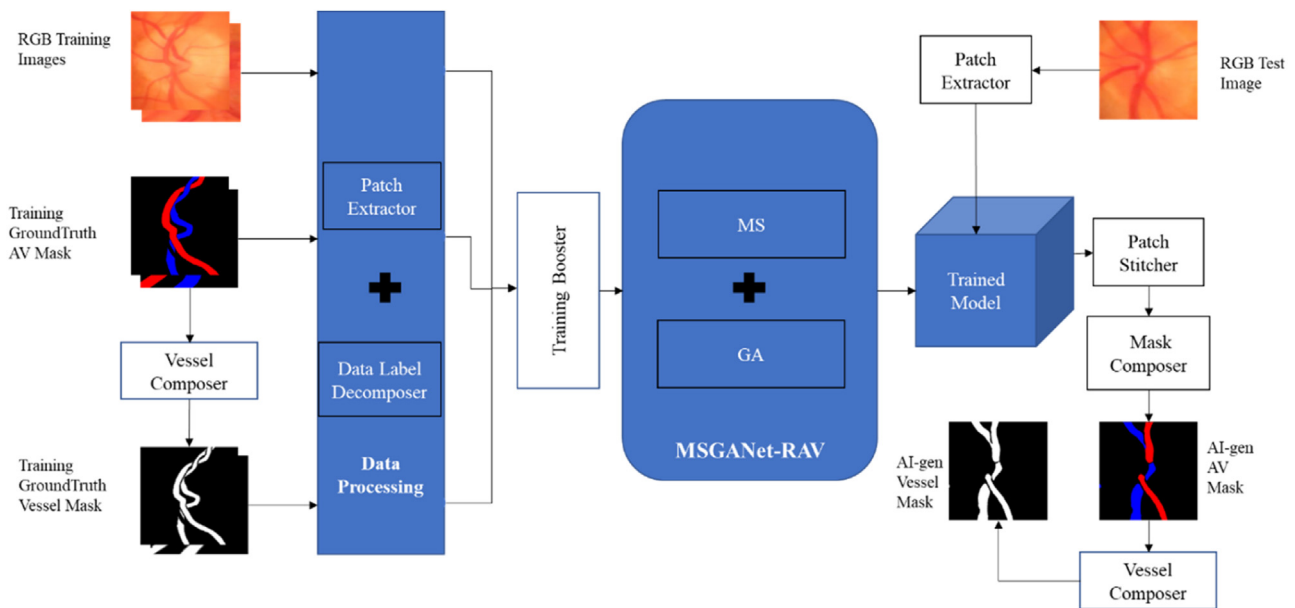 RGB Training
Images
Training
GroundTruth
AV Mask
Vessel
Composer
Training
GroundTruth
Vessel Mask
Patch
Extractor
Data Label
Decomposer
Data
Processing
Training Booster
MS
GA
MSGANet-RAV
Patch
Extractor
RGB Test
Image
Trained
Model
Patch
Stitcher
Mask
Composer
AI-gen
Vessel
Mask
AI-gen
AV
Mask
Vessel
Composer